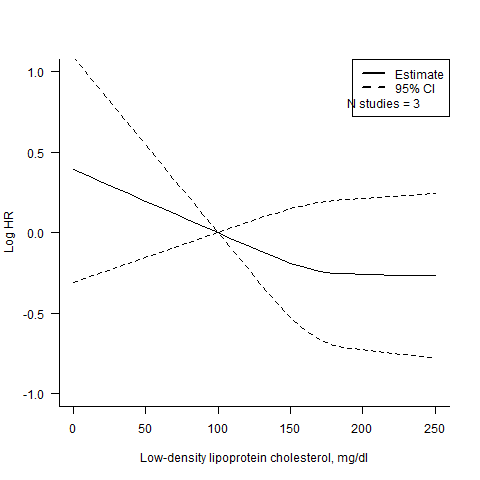 Estimate
95% CI
N studies = 3
1.0
0.5
0.0
-0.5
-1.0
Log HR
0 50 100 150 200 250
Low-density lipoprotein cholesterol, mg/dl